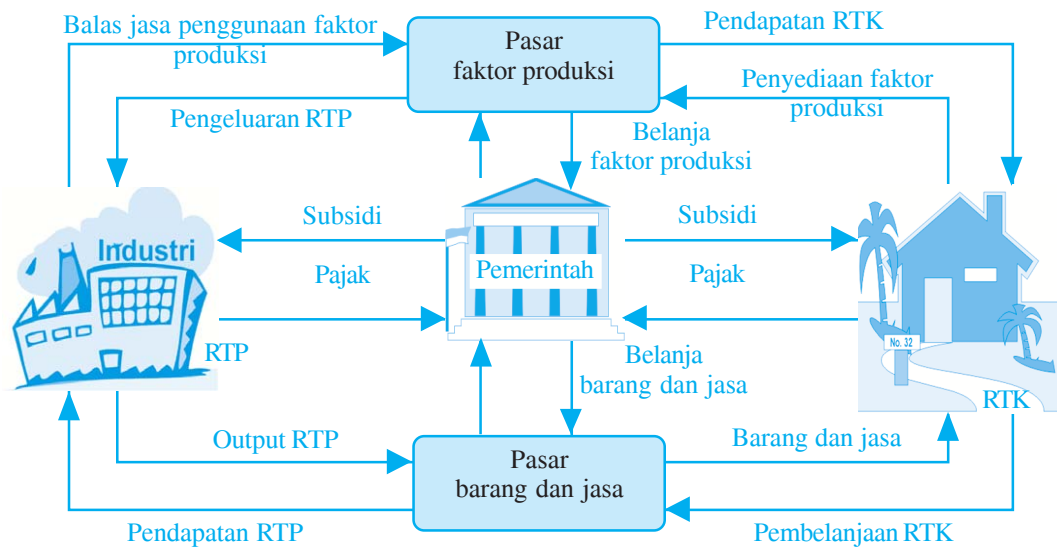 Balas jasa penggunaan faktor
produksi
Pasar
faktor produksi
Pendapatan RTK
Penyediaan faktor
produksi
Pengeluaran RTP
Belanja
faktor produksi
Subsidi
Subsidi
Industri
Pemerintah
Pajak
Pajak
RTP
No. 32
Belanja
barang dan jasa
RTK
Output RTP
Barang dan jasa
Pasar
barang dan jasa
Pendapatan RTP
Pembelanjaan RTK